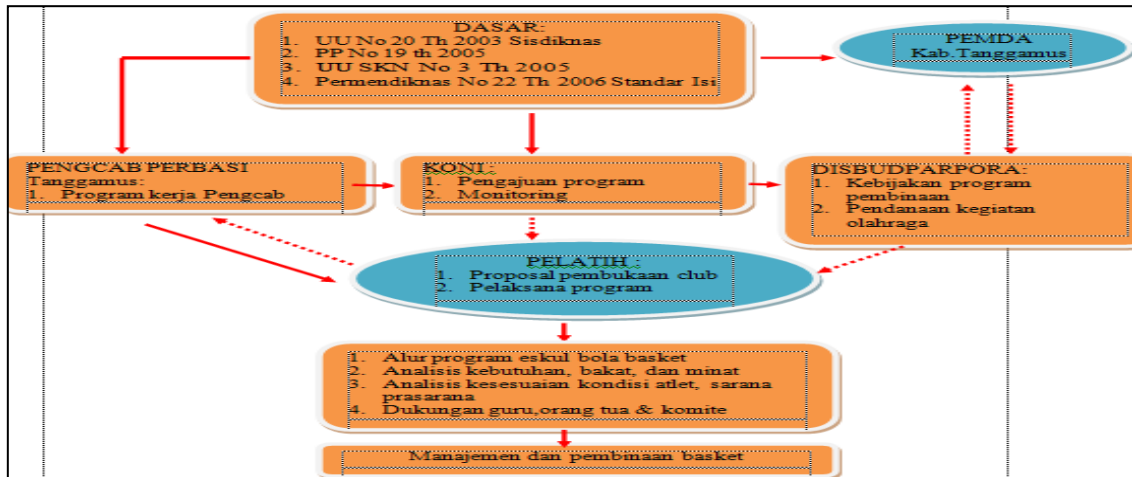 DASAR:
1. UU No 20 Th 2003 Sisdiknas
2. PP No 19 th 2005
3. UU SKN No 3 Th 2005
4. Permendiknas No 22 Th 2006 Standar Isi
PEMDA
Kab.Tanggamus
PENGCAB PERBASI
Tanggamus:
1. Program kerja Pengcab
KONI :
1. Pengajuan program
2. Monitoring
DISBUDPARPORA:
1. Kebijakan program
pembinaan
2. Pendanaan kegiatan
olahraga
PELATIH :
1. Proposal pembukaan club
2. Pelaksana program
1. Alur program eskul bola basket
2. Analisis kebutuhan, bakat, dan minat
3. Analisis kesesuaian kondisi atlet, sarana
prasarana
4. Dukungan guru,orang tua & komite
Manajemen dan pembinaan basket